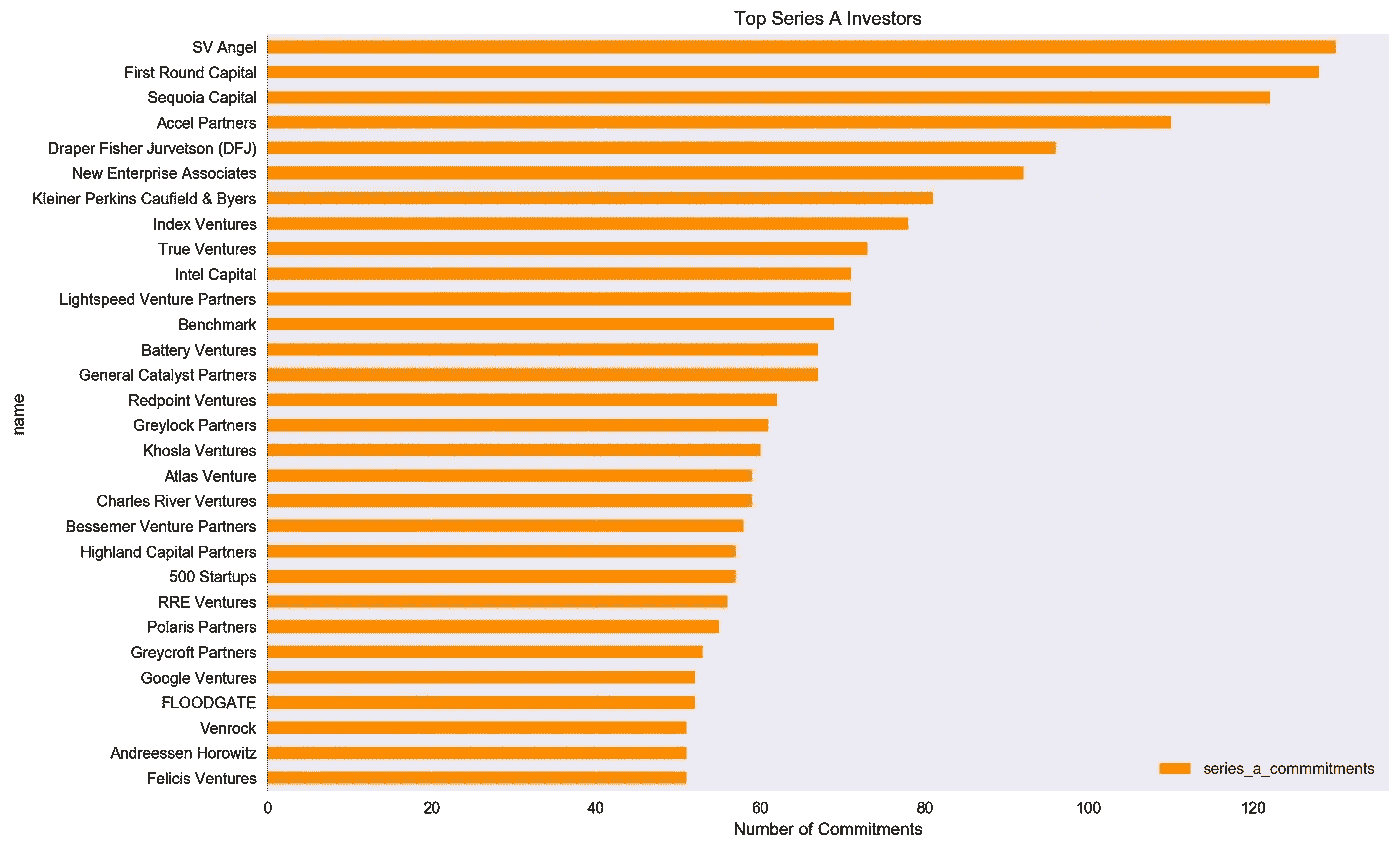 Top Series A Investors
SV Angel
First Round Capital
Sequoia Capital
Accel Partners
Draper Fisher Jurvetson (DFJ)
New Enterprise Associates
Kleiner Perkins Caufield & Byers
Index Ventures
True Ventures
Intel Capital
Lightspeed Venture Partners
Benchmark
Battery Ventures
General Catalyst Partners
Redpoint Ventures
Greylock Partners
Khosla Ventures
Atlas Venture
Charles River Ventures
Bessemer Venture Partners
Highland Capital Partners
500 Startups
RRE Ventures
Polaris Partners
Greycroft Partners
Google Ventures
FLOODGATE
Venrock
Andreessen Horowitz
Felicis Ventures
name
series_a_commmitments
0 20 40 60 80 100 120
Number of Commitments